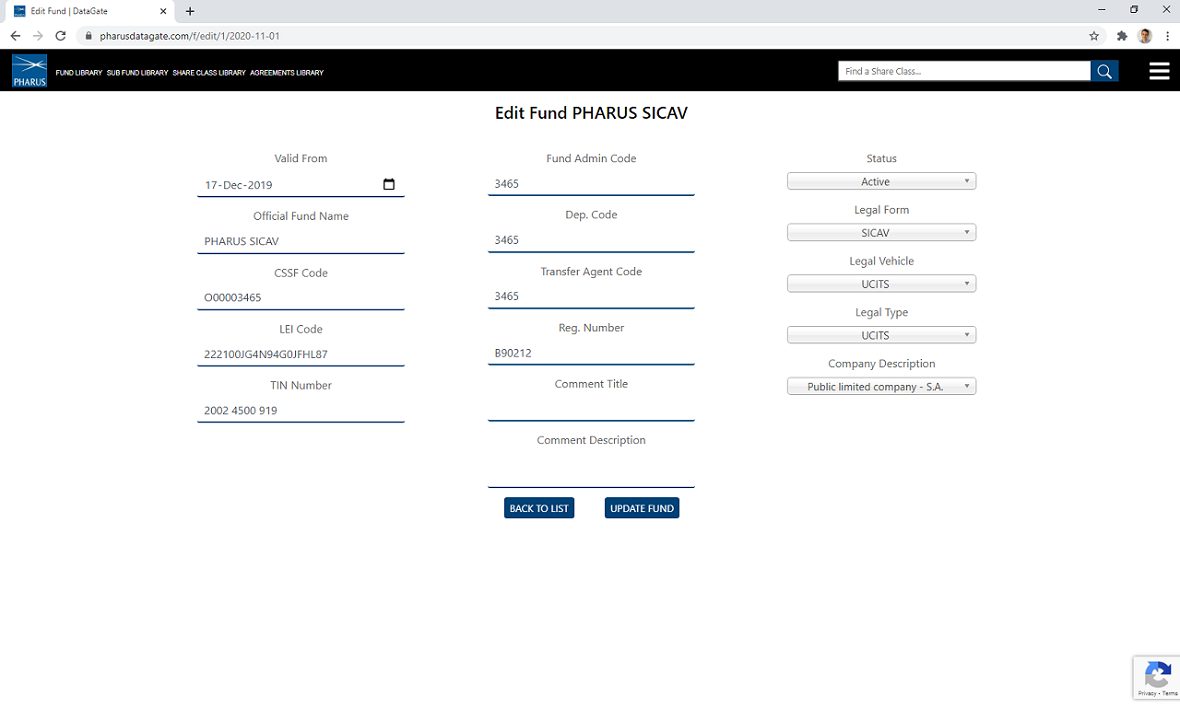 Edit Fund | DataGate
pharusdatagate.com/f/edit/1/2020-11-01
PHARUS
FUND LIBRARY SUB FUND LIBRARY SHARE CLASS LIBRARY AGREEMENTS LIBRARY
Find a Share Class...
Edit Fund PHARUS SICAV
Valid From
17-Dec-2019
Official Fund Name
PHARUS SICAV
CSSF Code
O00003465
LEI Code
222100JG4N94G0JFHL87
TIN Number
2002 4500 919
Fund Admin Code
3465
Dep. Code
3465
Transfer Agent Code
3465
Reg. Number
B90212
Comment Title
Comment Description
BACK TO LIST
UPDATE FUND
Status
Active
Legal Form
SICAV
Legal Vehicle
UCITS
Legal Type
UCITS
Company Description
Public limited company - S.A.
Privacy - Terms